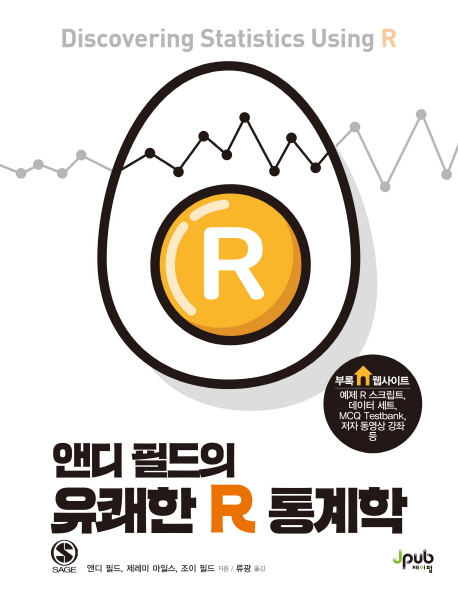 Discovering Statistics Using R
R
부록 웹사이트
예제 R 스크립트,
데이터 세트,
MCQ Testbank,
저자 동영상 강좌
등
앤디 필드의
유쾌한 R 통계학
SAGE
앤디 필드, 제레미 마일스, 조이 필드 지음 / 류광 옮김
Jpub
제이펍